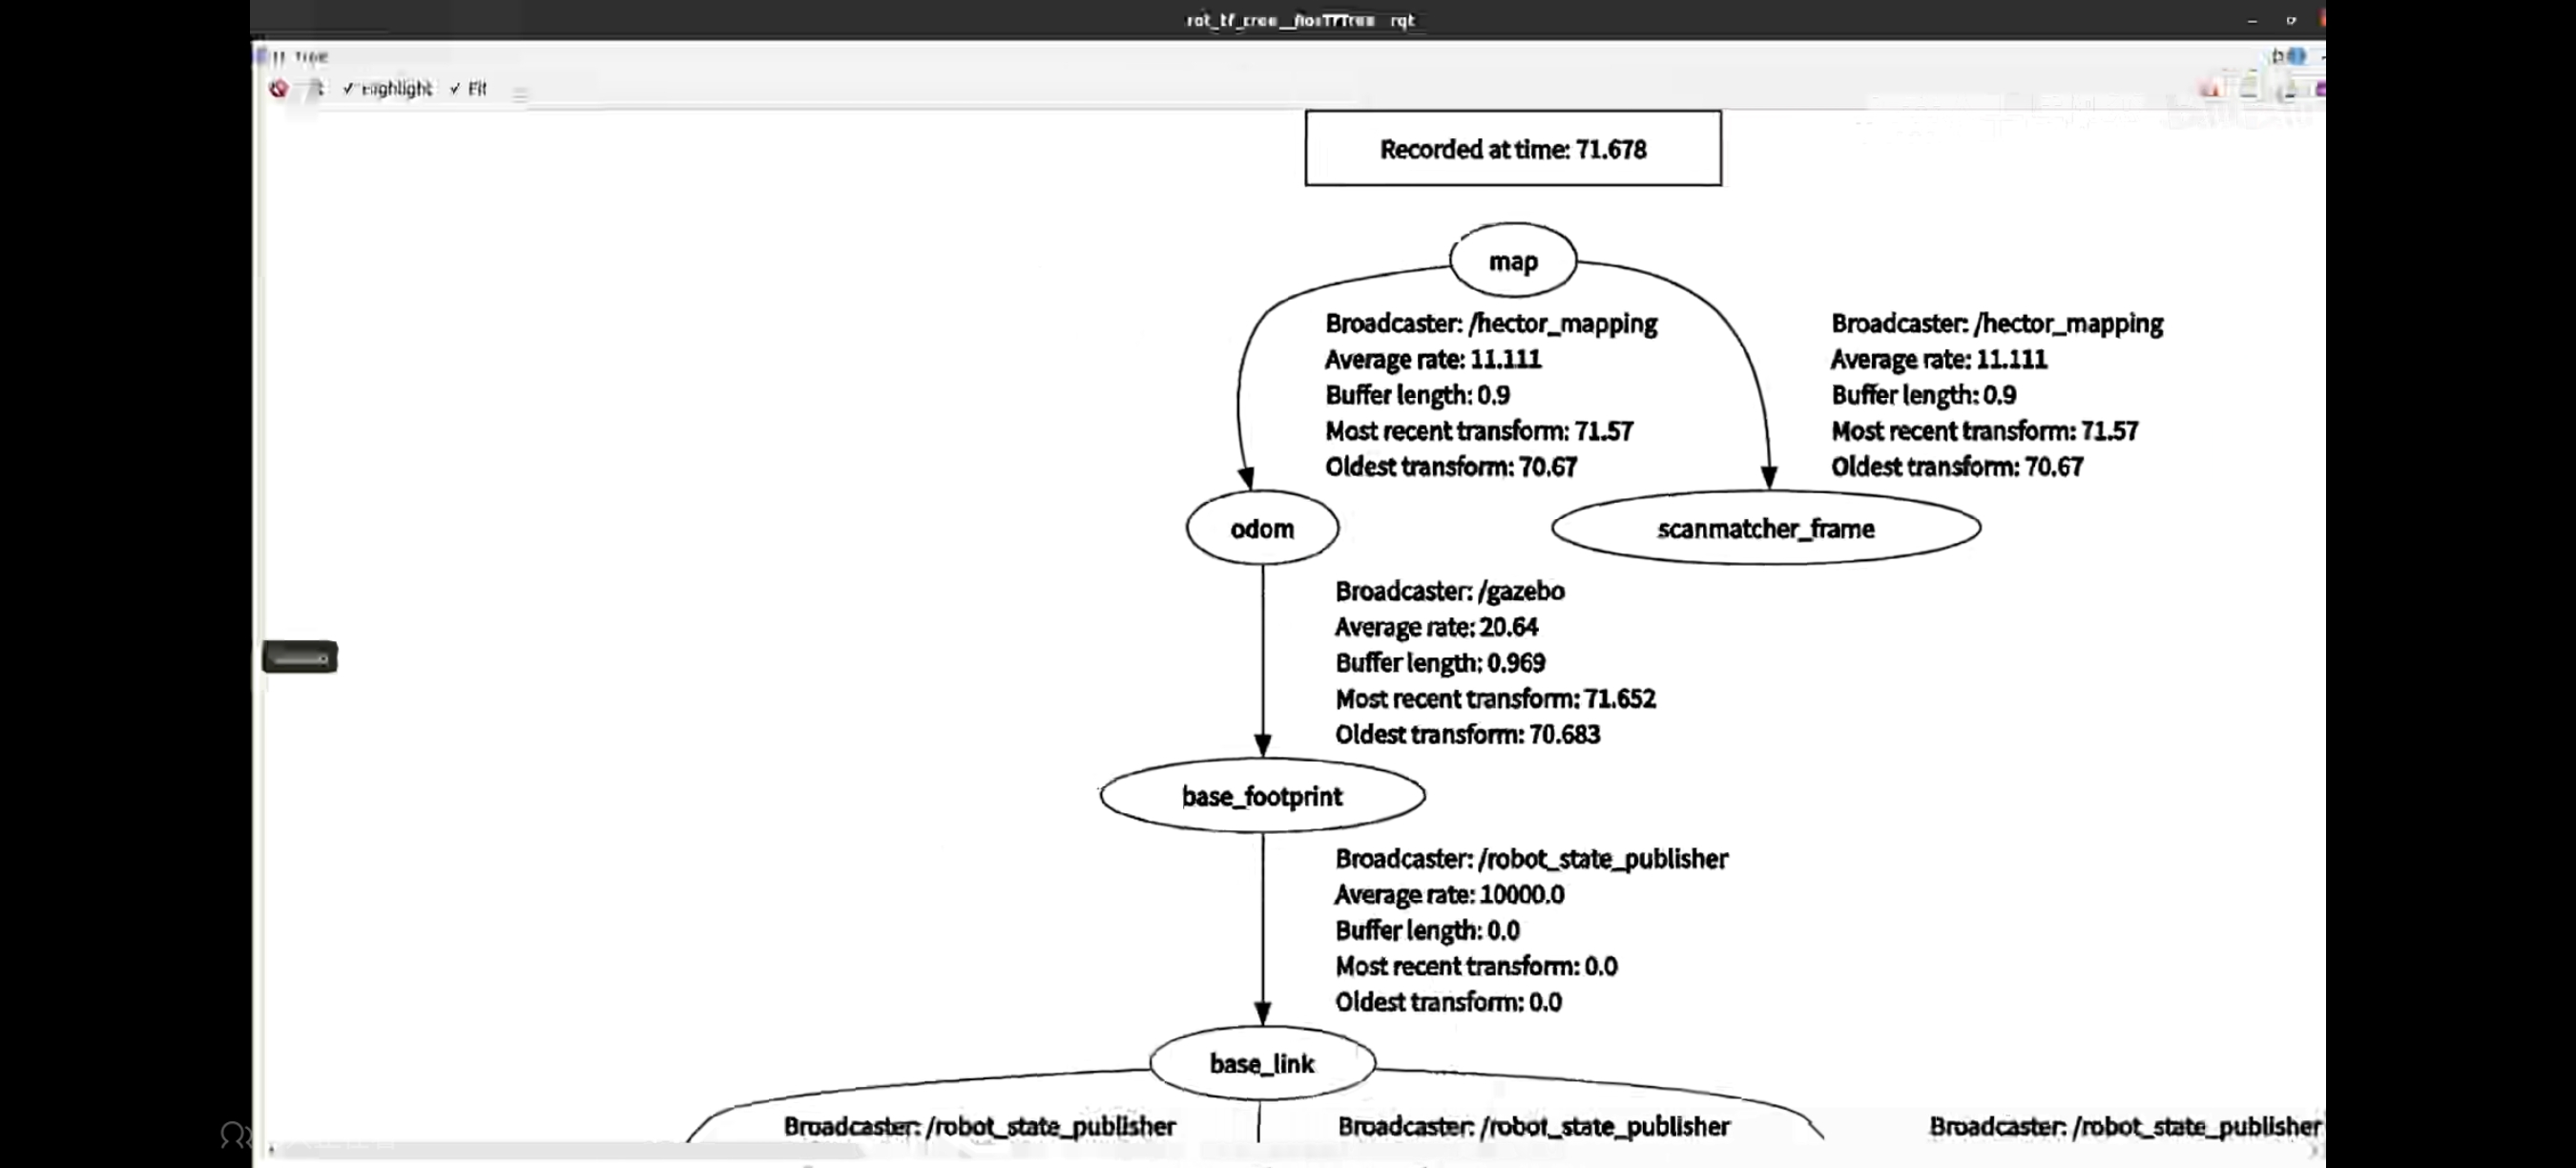 Highlight Fit
Recorded at time: 71.678
map
Broadcaster: /hector_mapping
Average rate: 11.111
Buffer length: 0.9
Most recent transform: 71.57
Oldest transform: 70.67
Broadcaster: /hector_mapping
Average rate: 11.111
Buffer length: 0.9
Most recent transform: 71.57
Oldest transform: 70.67
odom
scanmatcher_frame
Broadcaster: /gazebo
Average rate: 20.64
Buffer length: 0.969
Most recent transform: 71.652
Oldest transform: 70.683
base_footprint
Broadcaster: /robot_state_publisher
Average rate: 10000.0
Buffer length: 0.0
Most recent transform: 0.0
Oldest transform: 0.0
base_link
Broadcaster: /robot_state_publisher
Broadcaster: /robot_state_publisher
Broadcaster: /robot_state_publisher